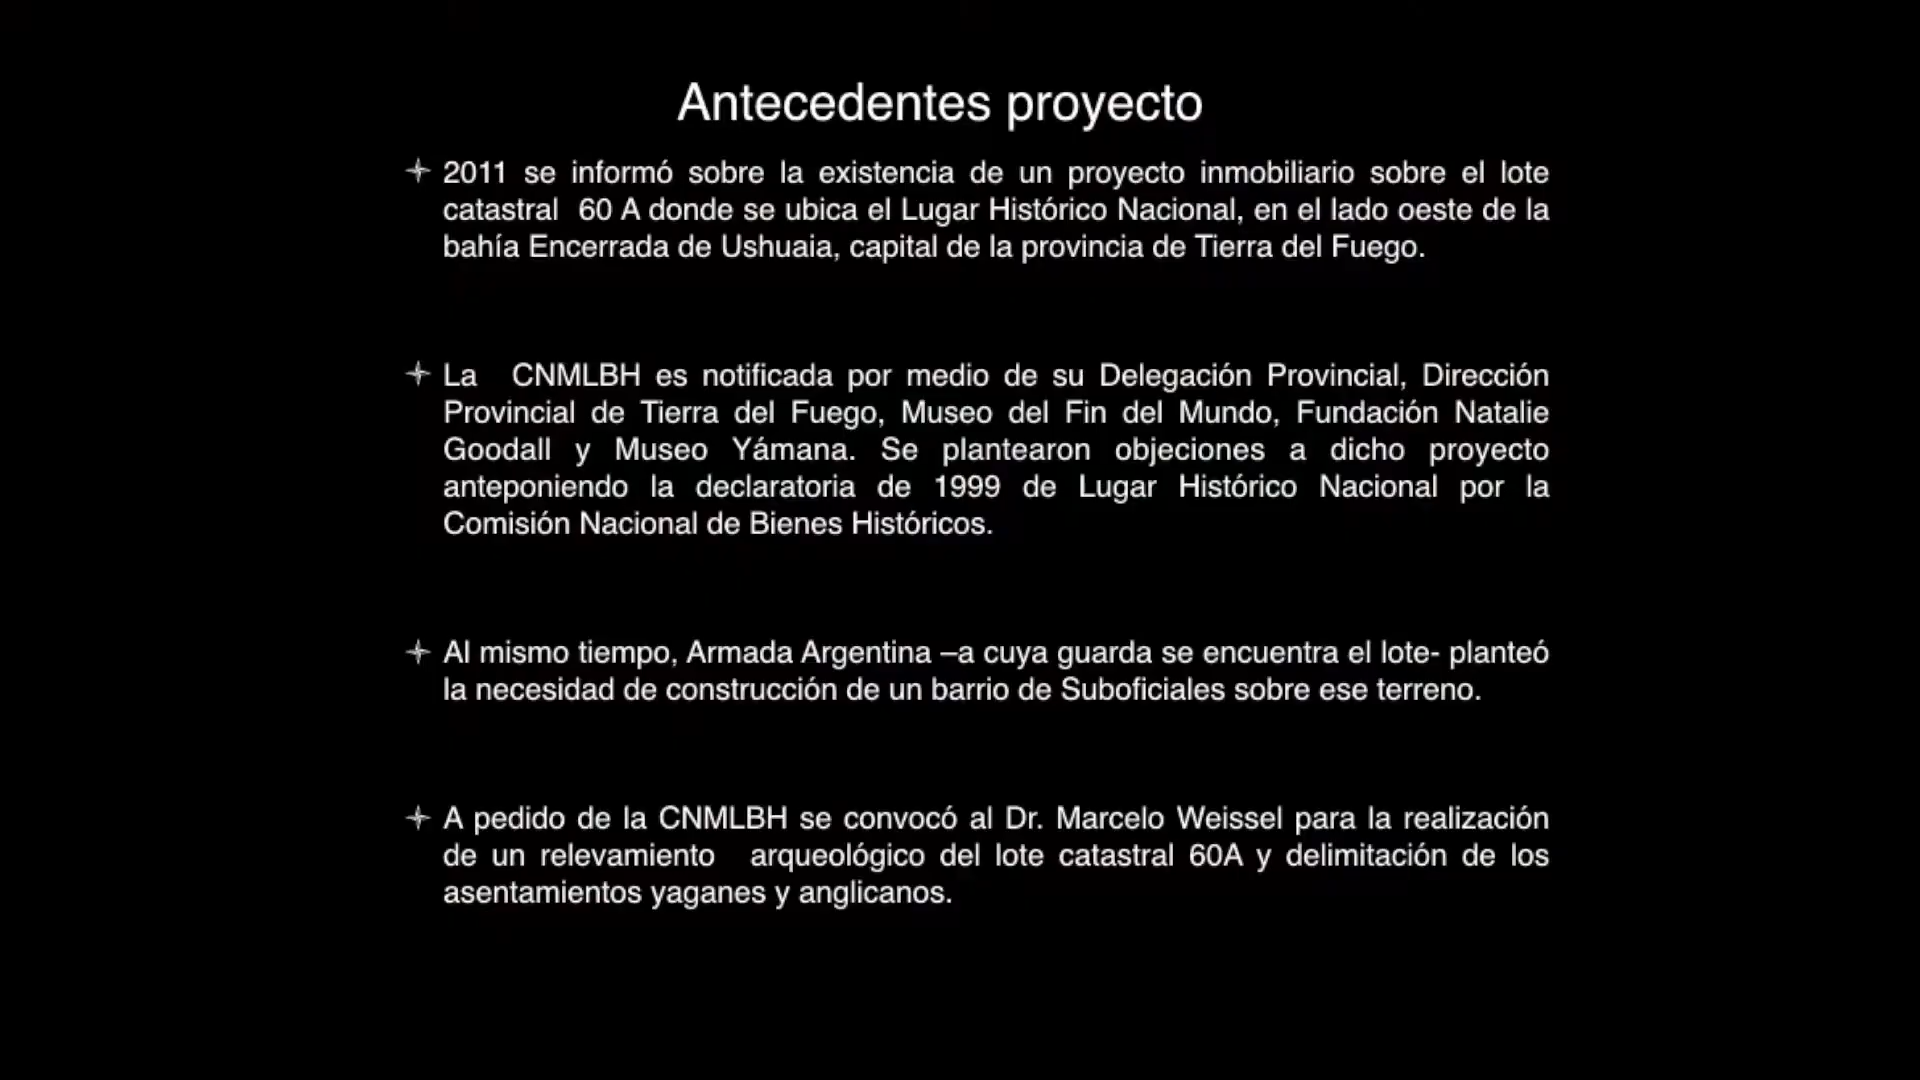 Antecedentes proyecto
2011 se informó sobre la existencia de un proyecto inmobiliario sobre el lote
catastral 60 A donde se ubica el Lugar Histórico Nacional, en el lado oeste de la
bahía Encerrada de Ushuaia, capital de la provincia de Tierra del Fuego.
La CNMLBH es notificada por medio de su Delegación Provincial, Dirección
Provincial de Tierra del Fuego, Museo del Fin del Mundo, Fundación Natalie
Goodall y Museo Yámana. Se plantearon objeciones a dicho proyecto
anteponiendo la declaratoria de 1999 de Lugar Histórico Nacional por la
Comisión Nacional de Bienes Históricos.
Al mismo tiempo, Armada Argentina –a cuya guarda se encuentra el lote- planteó
la necesidad de construcción de un barrio de Suboficiales sobre ese terreno.
A pedido de la CNMLBH se convocó al Dr. Marcelo Weissel para la realización
de un relevamiento arqueológico del lote catastral 60A y delimitación de los
asentamientos yaganes y anglicanos.